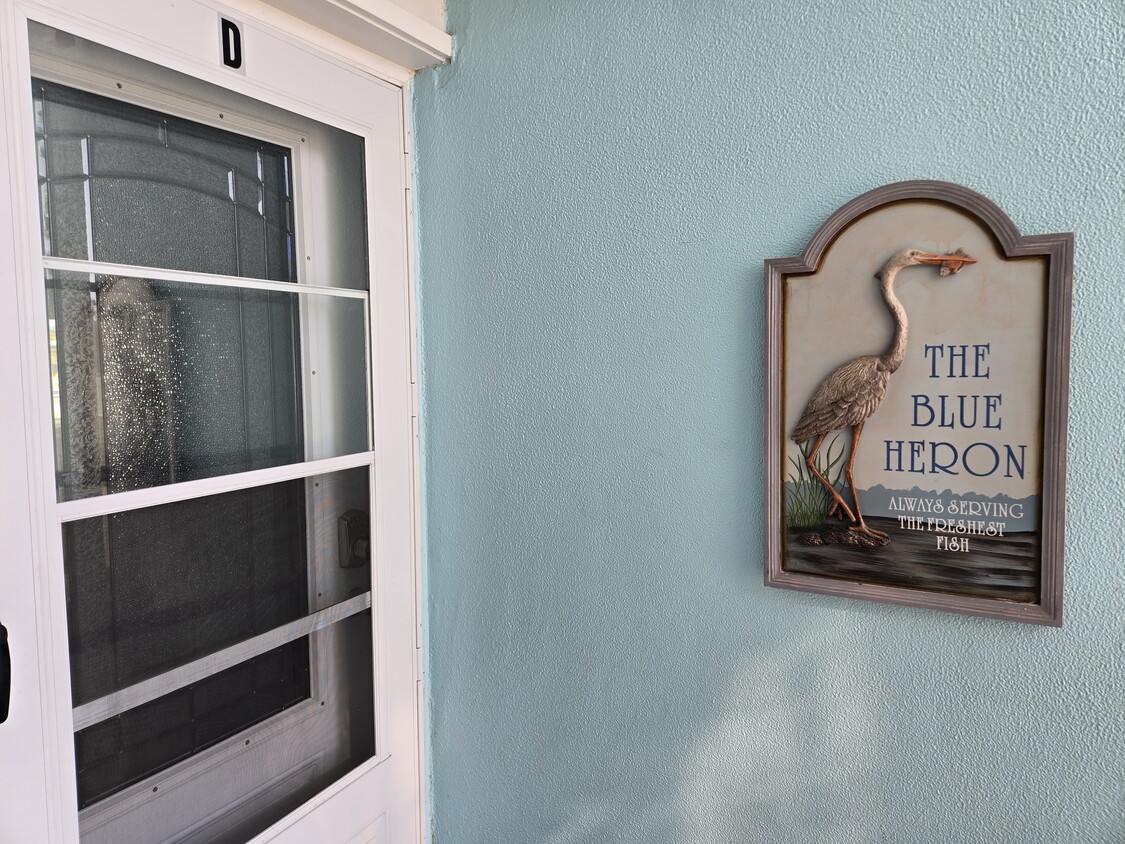 D
THE
BLUE
HERON
ALWAYS SERVING
THE FRESHEST
FISH